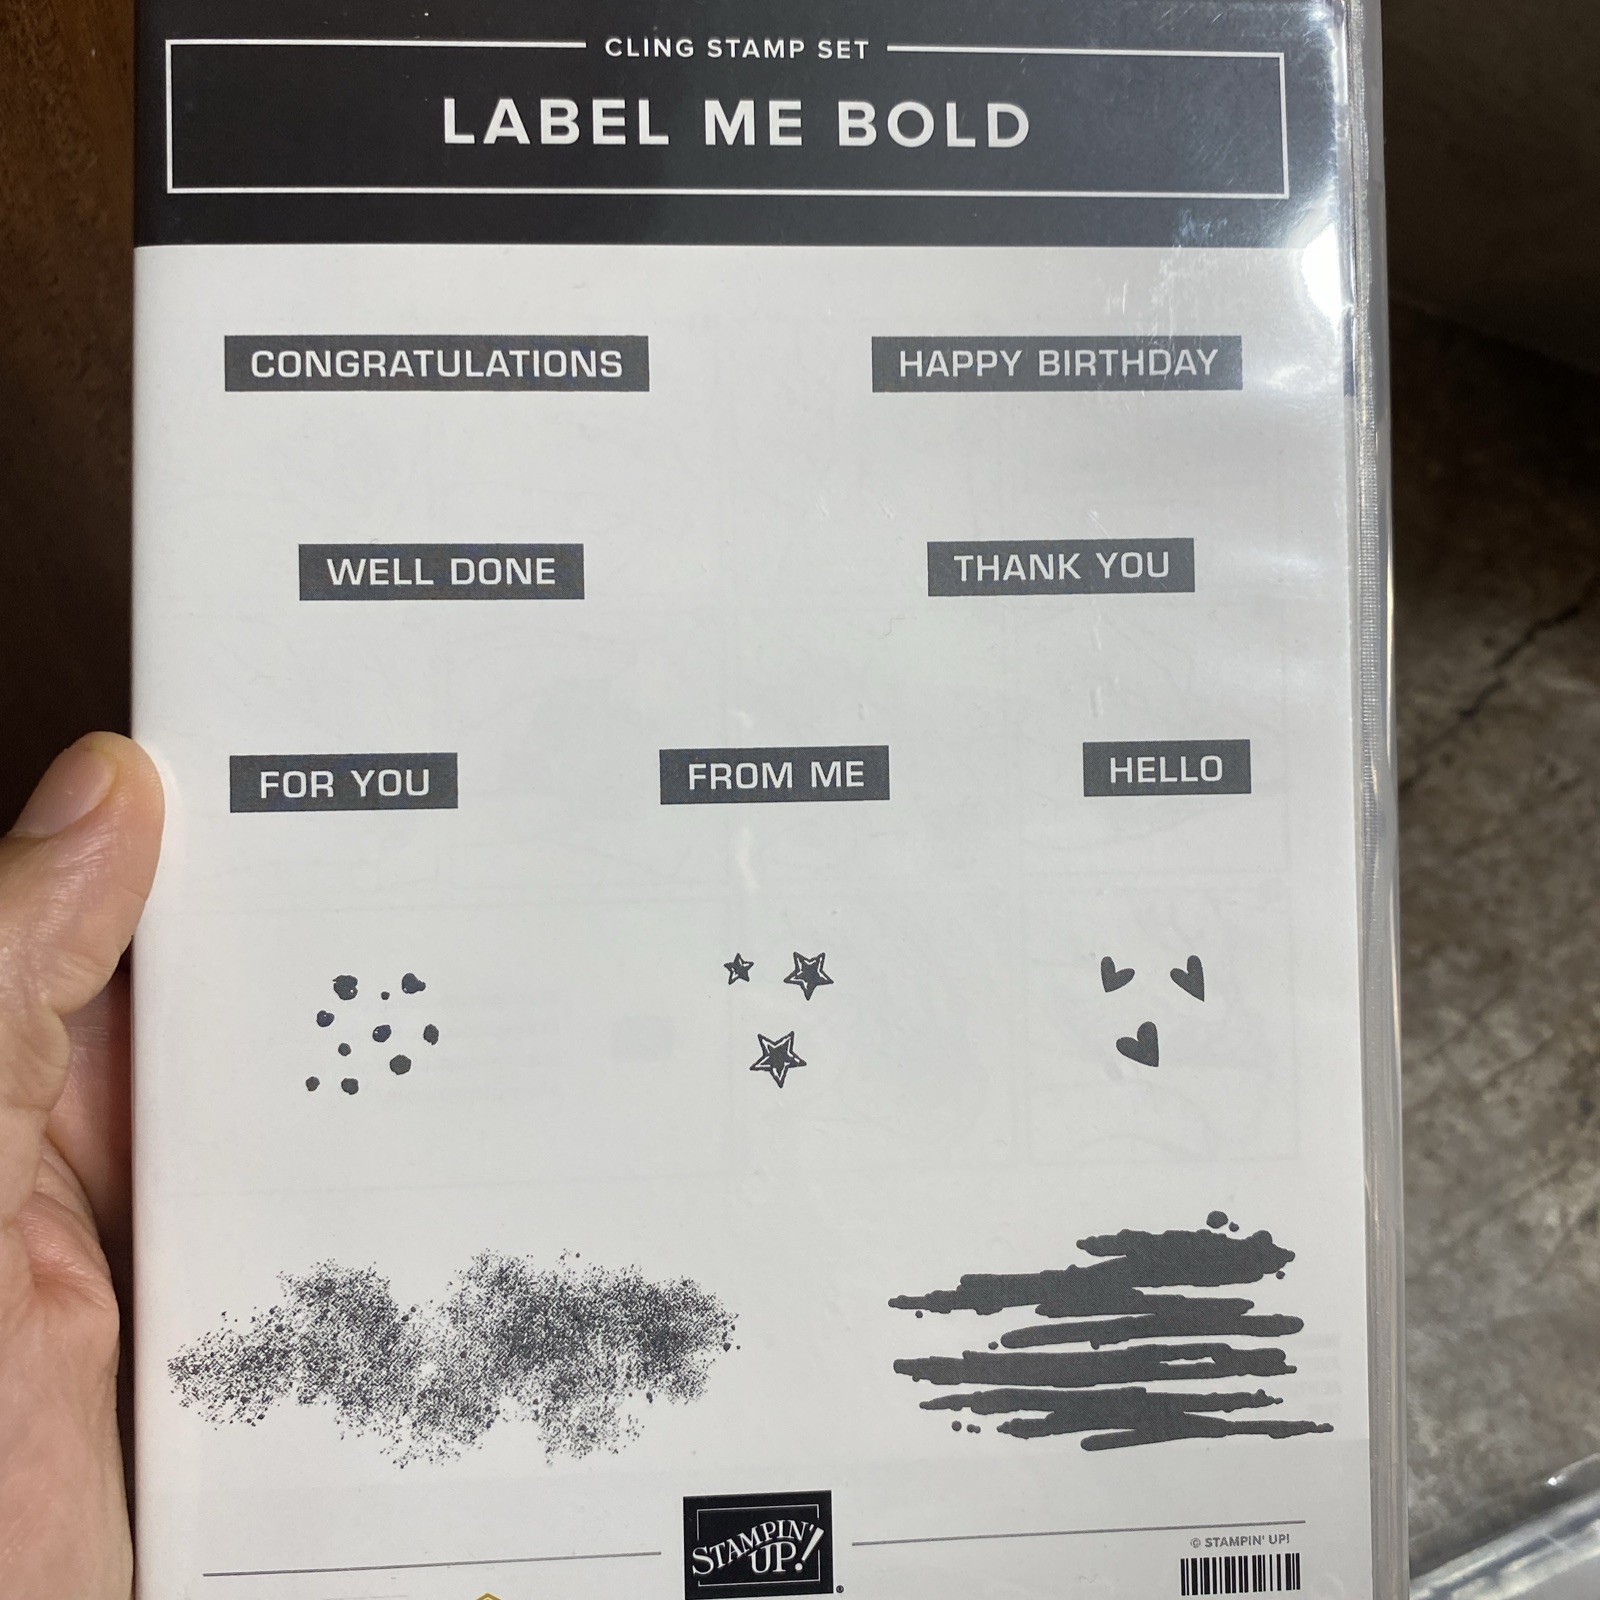 CLING STAMP SET
LABEL ME BOLD
CONGRATULATIONS
HAPPY BIRTHDAY
WELL DONE
THANK YOU
FOR YOU
FROM ME
HELLO
STAMPIN' UP!
© STAMPIN' UP!